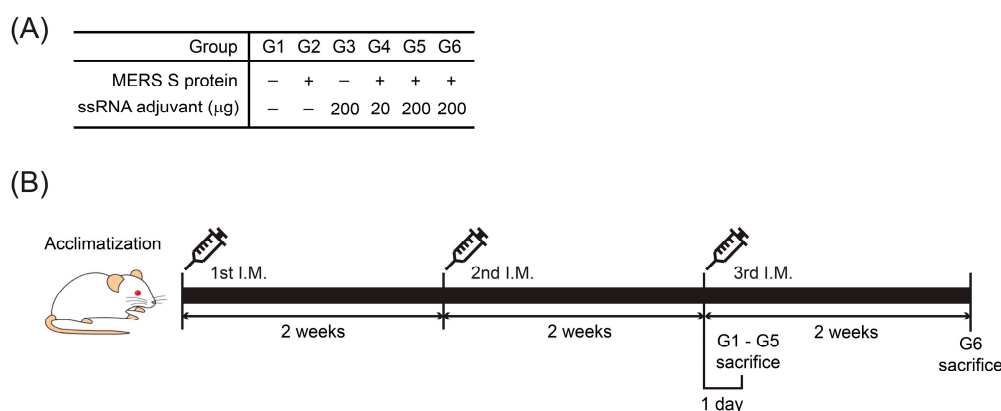 (A)
Group G1 G2 G3 G4 G5 G6
MERS S protein – + – + + +
ssRNA adjuvant (μg) – – 200 20 200 200
(B)
Acclimatization
1st I.M. 2nd I.M. 3rd I.M.
2 weeks 2 weeks 2 weeks
G1 - G5
sacrifice
G6
sacrifice
1 day